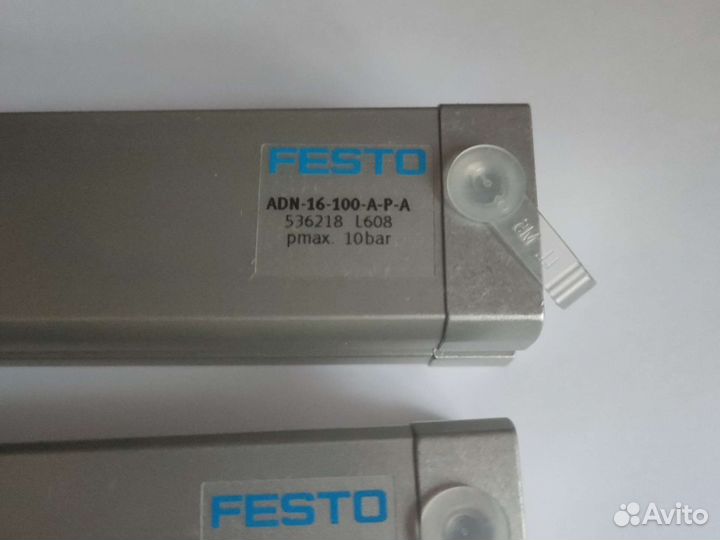 FESTO
ADN-16-100-A-P-A
536218 L608
pmax. 10bar
FESTO
Avito